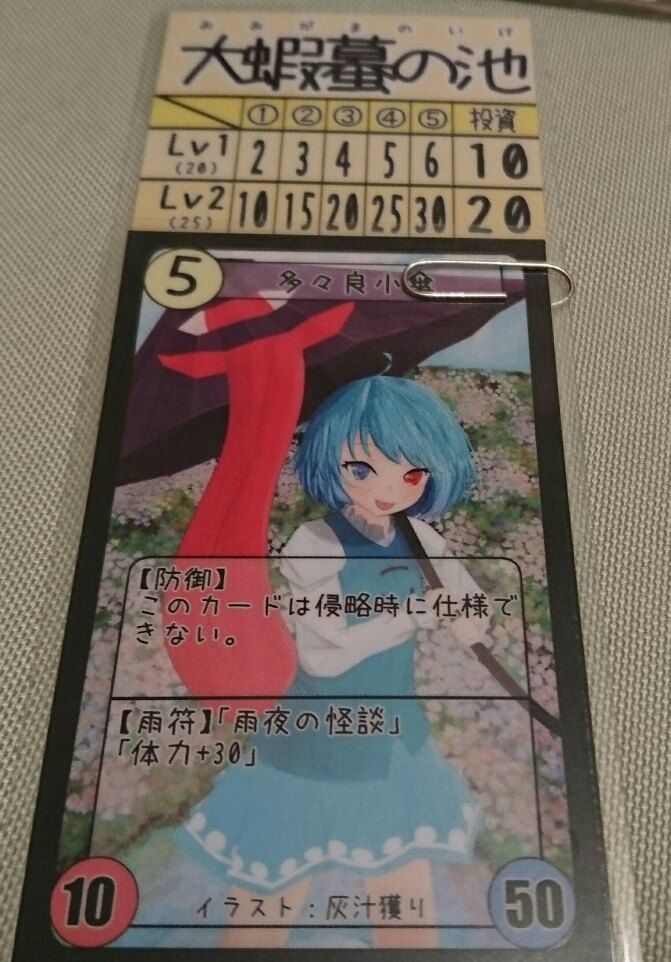 おおがまのいけ
大蝦蟇の池
① ② ③ ④ ⑤ 投資
Lv1 (20) 2 3 4 5 6 10
Lv2 (25) 10 15 20 25 30 20
5 多々良小傘
【防御】
このカードは侵略時に仕様で
きない。
【雨符】「雨夜の怪談」
「体力+30」
10 イラスト：灰汁獲り 50